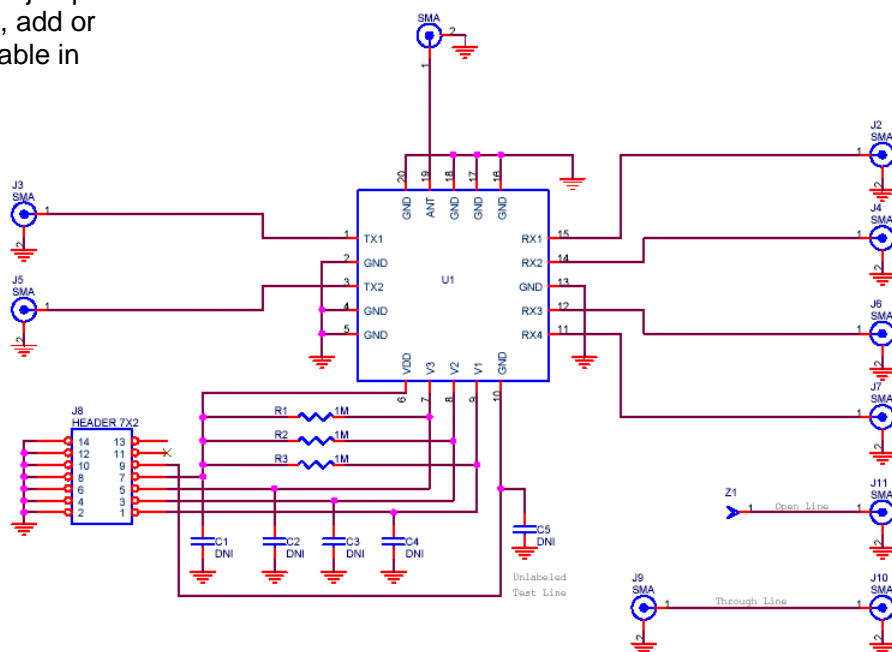 , add or
able in
SMA
2
1
J2
SMA
1
2
J3
SMA
1
2
20 19 18 17 16
GND ANT GND GND GND
J4
SMA
1
2
1 TX1
RX1 15
2 GND
RX2 14
U1
3 TX2
GND 13
4 GND
RX3 12
5 GND
RX4 11
J5
SMA
1
2
J6
SMA
1
2
VDD V3 V2 V1 GND
6 7 8 9 10
J7
SMA
1
2
J8
HEADER 7X2
R1 1M
R2 1M
R3 1M
14 13
12 11
10 9
8 7
6 5
4 3
2 1
Z1
1
Open Line
J11
SMA
1
2
C1
DNI
C2
DNI
C3
DNI
C4
DNI
C5
DNI
Unlabeled
Test Line
J9
SMA
1
2
Through Line
J10
SMA
1
2